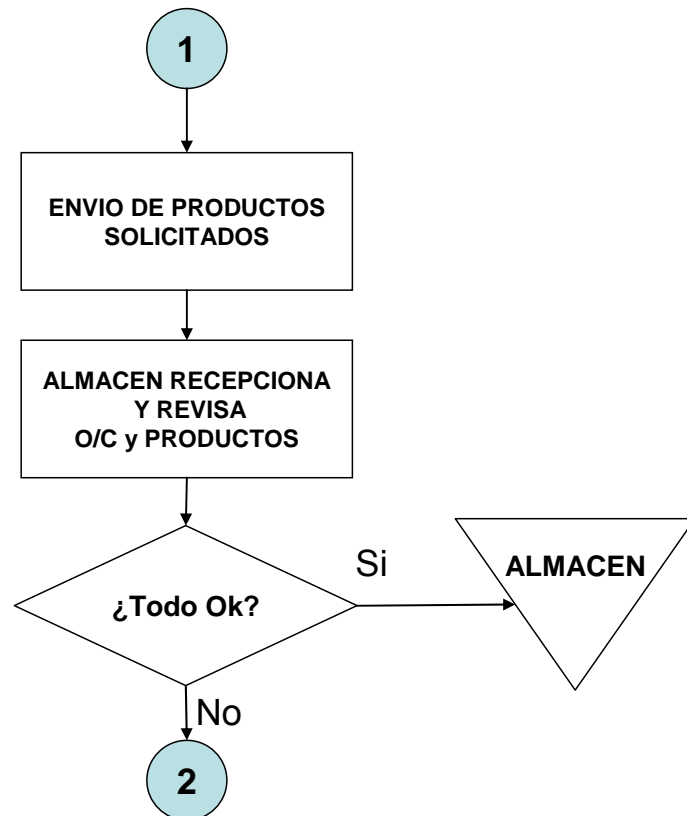 1
ENVIO DE PRODUCTOS
SOLICITADOS
ALMACEN RECEPCIONA
Y REVISA
O/C y PRODUCTOS
¿Todo Ok?
Si
ALMACEN
No
2